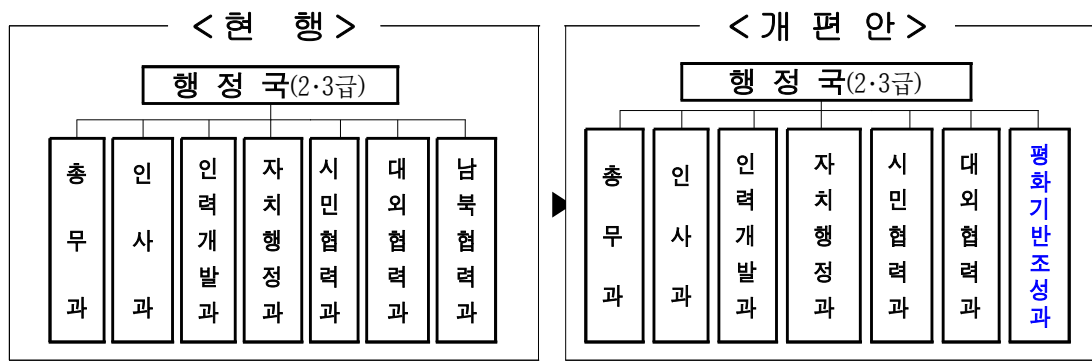 <현 행>
행 정 국(2·3급)
총무과
인사과
인력개발과
자치행정과
시민협력과
대외협력과
남북협력과
▶
<개 편 안>
행 정 국(2·3급)
총무과
인사과
인력개발과
자치행정과
시민협력과
대외협력과
평화기반조성과